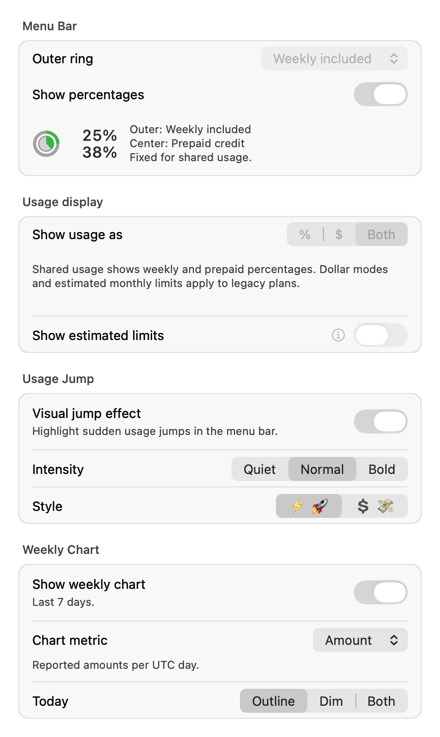 Menu Bar
Outer ring
Weekly included
Show percentages
25%
38%
Outer: Weekly included
Center: Prepaid credit
Fixed for shared usage.
Usage display
Show usage as
% | $ Both
Shared usage shows weekly and prepaid percentages. Dollar modes
and estimated monthly limits apply to legacy plans.
Show estimated limits
Usage Jump
Visual jump effect
Highlight sudden usage jumps in the menu bar.
Intensity
Quiet Normal Bold
Style
⚡ 🚀 $ 💸
Weekly Chart
Show weekly chart
Last 7 days.
Chart metric
Amount
Reported amounts per UTC day.
Today
Outline Dim | Both